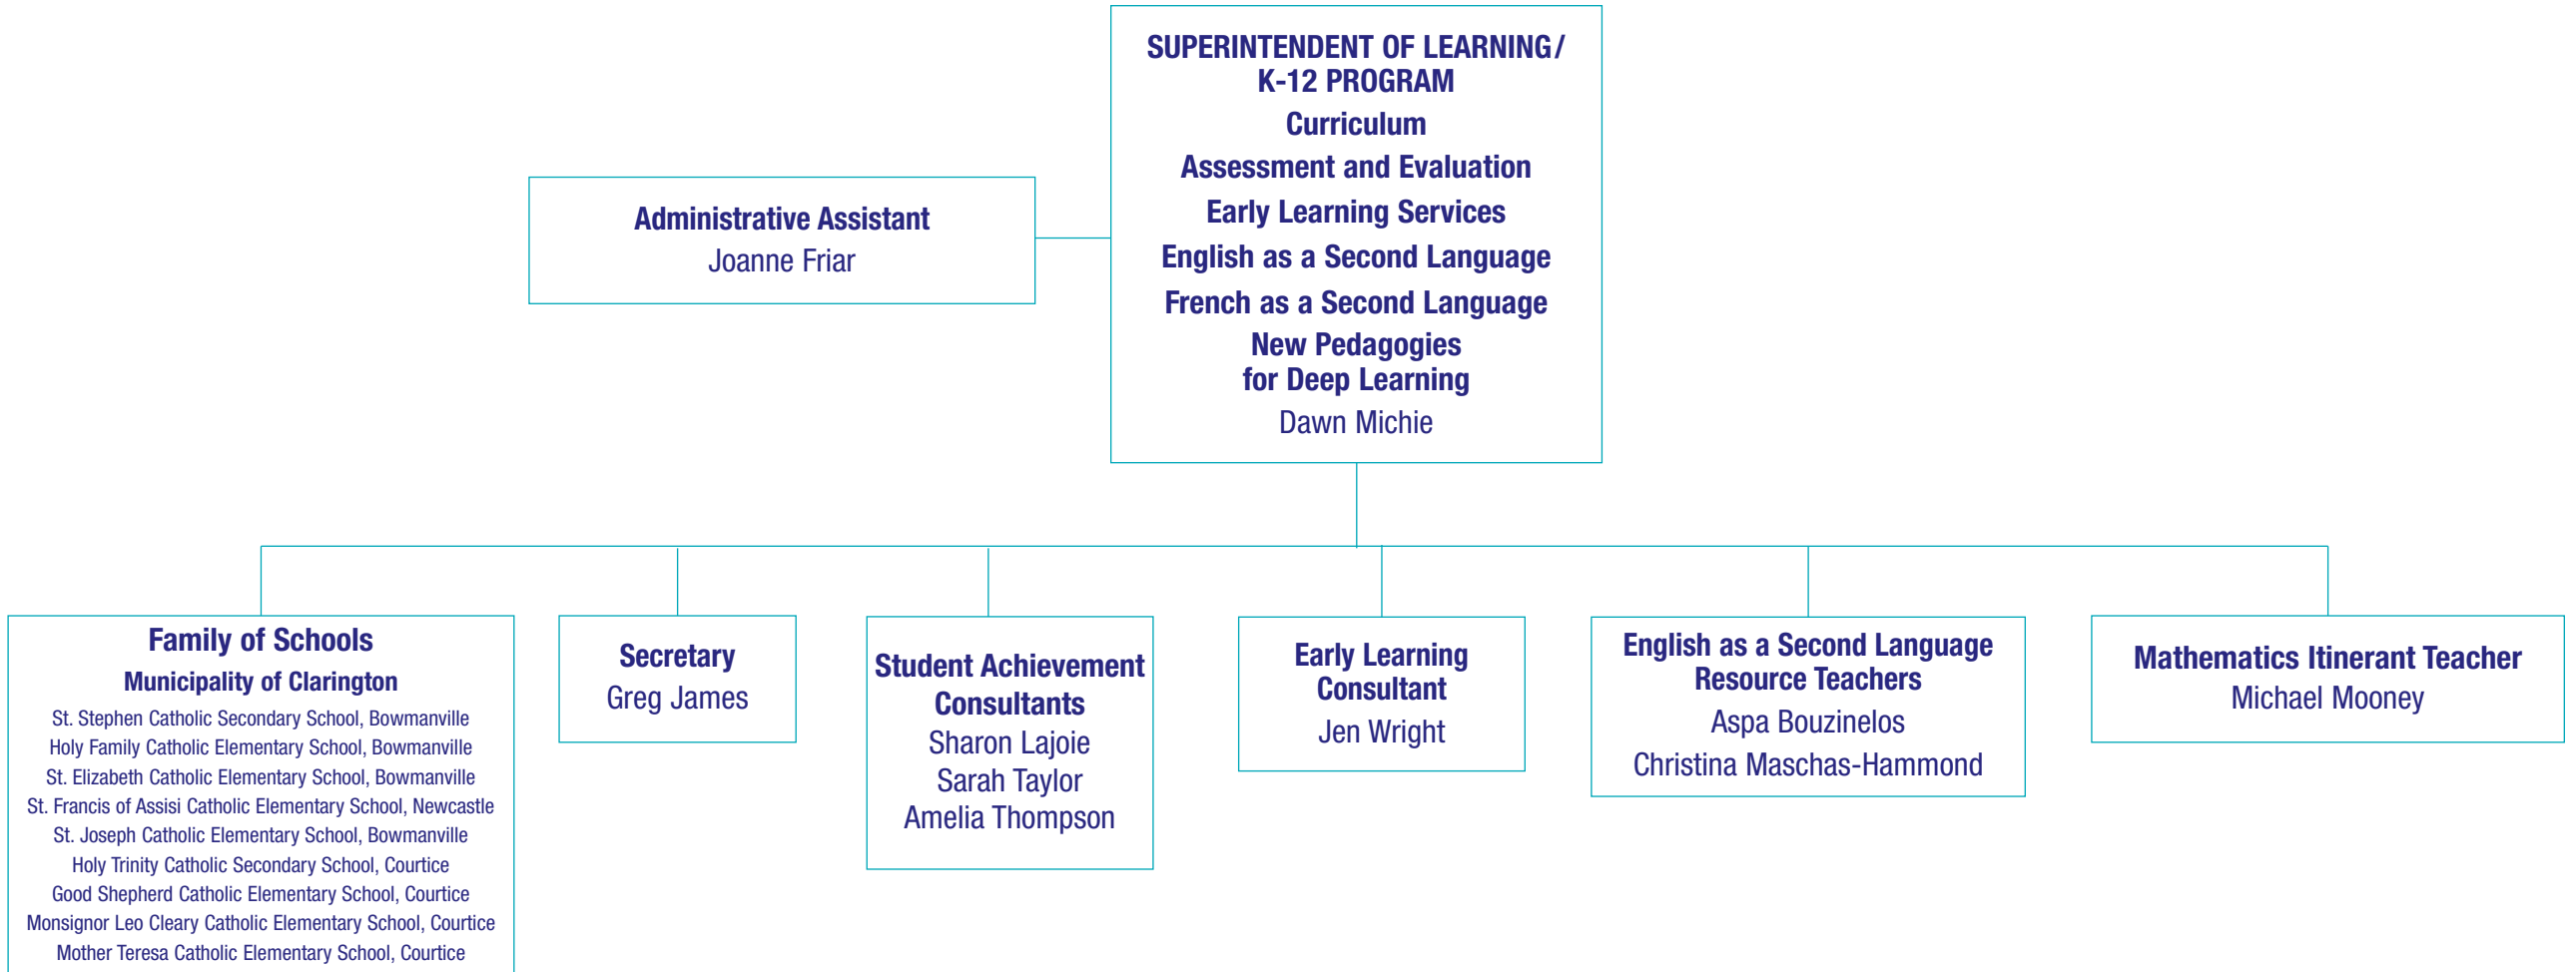 SUPERINTENDENT OF LEARNING/
K-12 PROGRAM
Curriculum
Assessment and Evaluation
Early Learning Services
English as a Second Language
French as a Second Language
New Pedagogies
for Deep Learning
Dawn Michie
Administrative Assistant
Joanne Friar
Family of Schools
Municipality of Clarington
St. Stephen Catholic Secondary School, Bowmanville
Holy Family Catholic Elementary School, Bowmanville
St. Elizabeth Catholic Elementary School, Bowmanville
St. Francis of Assisi Catholic Elementary School, Newcastle
St. Joseph Catholic Elementary School, Bowmanville
Holy Trinity Catholic Secondary School, Courtice
Good Shepherd Catholic Elementary School, Courtice
Monsignor Leo Cleary Catholic Elementary School, Courtice
Mother Teresa Catholic Elementary School, Courtice
Secretary
Greg James
Student Achievement
Consultants
Sharon Lajoie
Sarah Taylor
Amelia Thompson
Early Learning
Consultant
Jen Wright
English as a Second Language
Resource Teachers
Aspa Bouzinelos
Christina Maschas-Hammond
Mathematics Itinerant Teacher
Michael Mooney